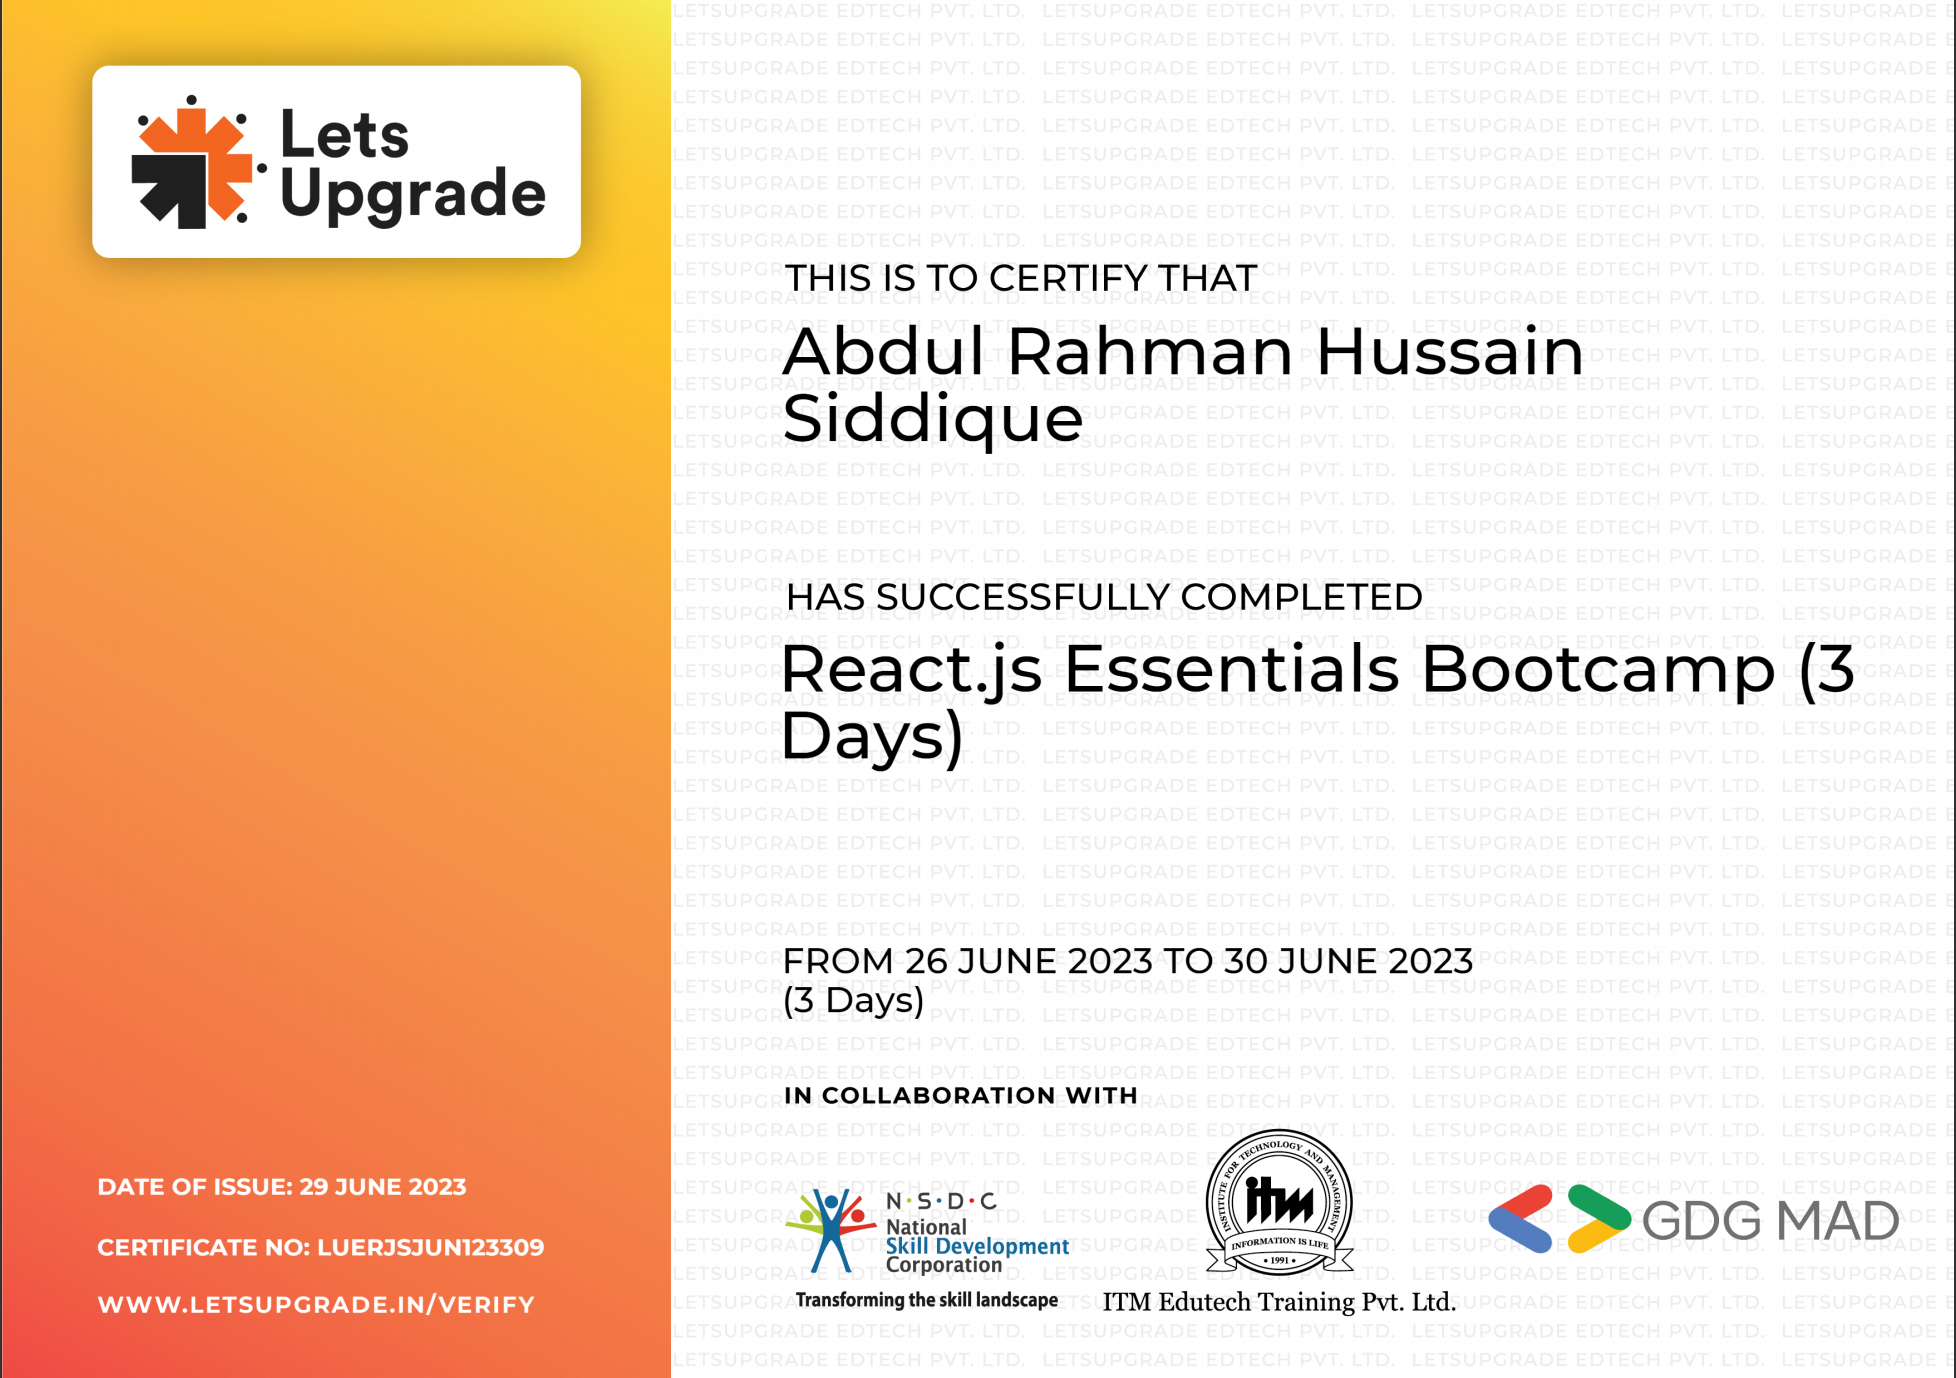 Lets
Upgrade
THIS IS TO CERTIFY THAT
Abdul Rahman Hussain
Siddique
HAS SUCCESSFULLY COMPLETED
React.js Essentials Bootcamp (3
Days)
FROM 26 JUNE 2023 TO 30 JUNE 2023
(3 Days)
IN COLLABORATION WITH
N·S·D·C
National
Skill Development
Corporation
Transforming the skill landscape
INSTITUTE FOR TECHNOLOGY AND MANAGEMENT
itm
INFORMATION IS LIFE
• 1991 •
ITM Edutech Training Pvt. Ltd.
GDG MAD
DATE OF ISSUE: 29 JUNE 2023
CERTIFICATE NO: LUERJSJUN123309
WWW.LETSUPGRADE.IN/VERIFY
LETSUPGRADE EDTECH PVT. LTD.